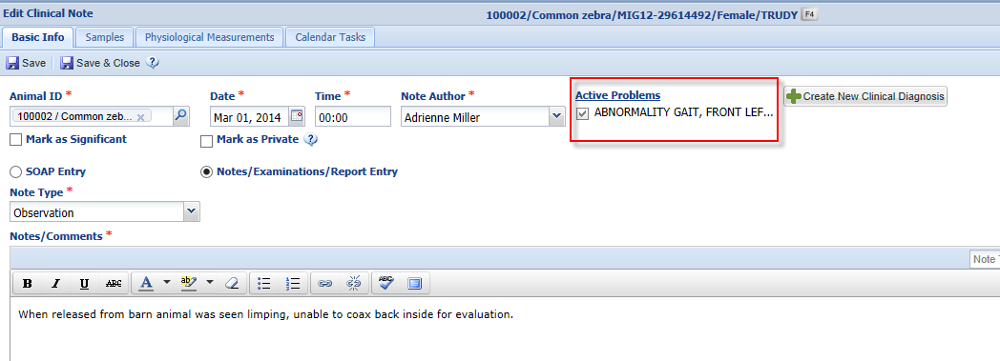 Edit Clinical Note
100002/Common zebra/MIG12-29614492/Female/TRUDY F4
Basic Info Samples Physiological Measurements Calendar Tasks
Save Save & Close
Animal ID * Date * Time * Note Author * Active Problems
100002 / Common zeb... x Mar 01, 2014 00:00 Adrienne Miller ABNORMALITY GAIT, FRONT LEF... Create New Clinical Diagnosis
Mark as Significant Mark as Private
SOAP Entry Notes/Examinations/Report Entry
Note Type *
Observation
Notes/Comments *
Note
B I U ABC A ab ABC
When released from barn animal was seen limping, unable to coax back inside for evaluation.